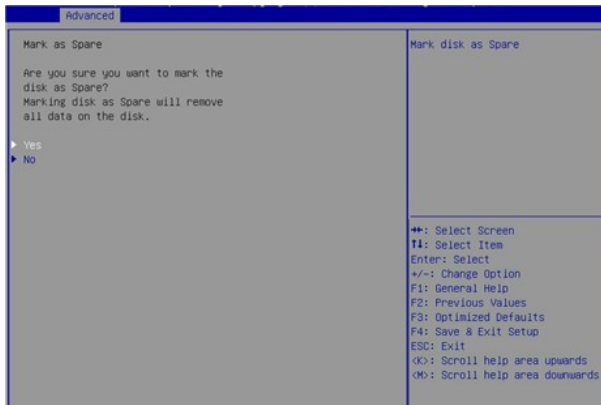 Advanced
Mark as Spare
Are you sure you want to mark the
disk as Spare?
Marking disk as Spare will remove
all data on the disk.
Yes
No
Mark disk as Spare
→←: Select Screen
↑↓: Select Item
Enter: Select
+/-: Change Option
F1: General Help
F2: Previous Values
F3: Optimized Defaults
F4: Save & Exit Setup
ESC: Exit
<K>: Scroll help area upwards
<M>: Scroll help area downwards